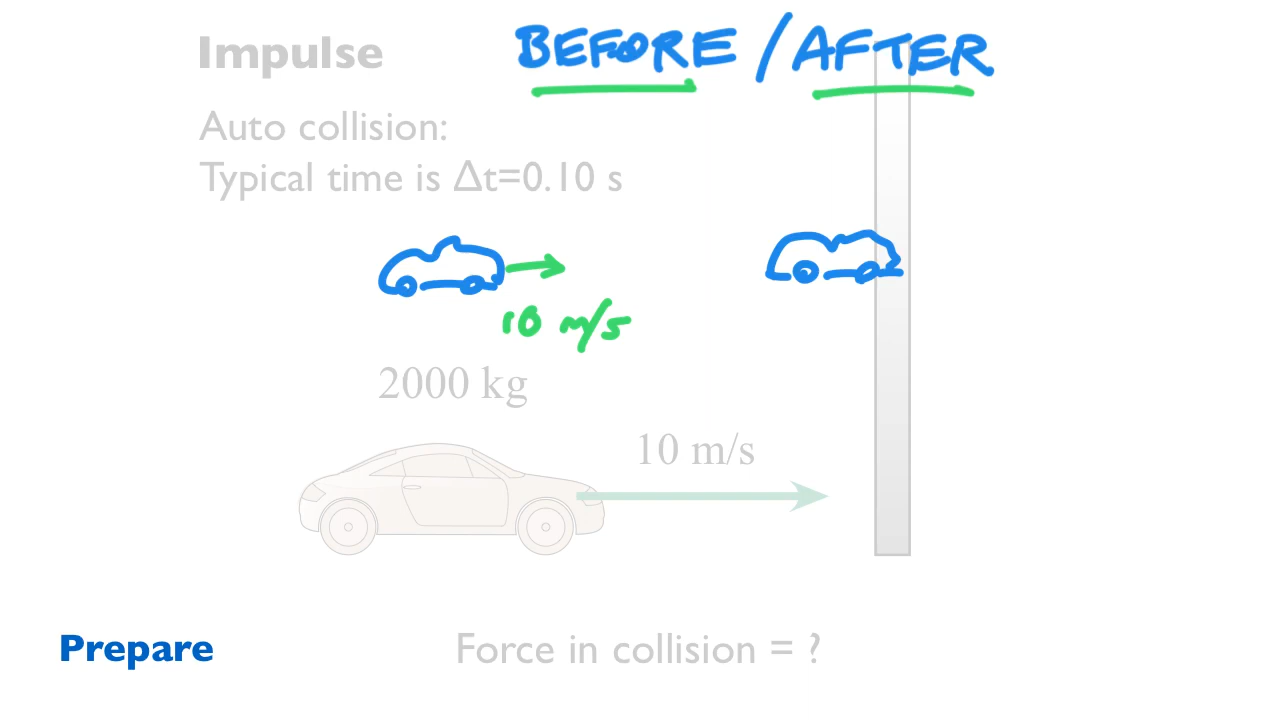 Impulse
BEFORE / AFTER
Auto collision:
Typical time is Δt=0.10 s
10 m/s
2000 kg
10 m/s
Prepare
Force in collision = ?